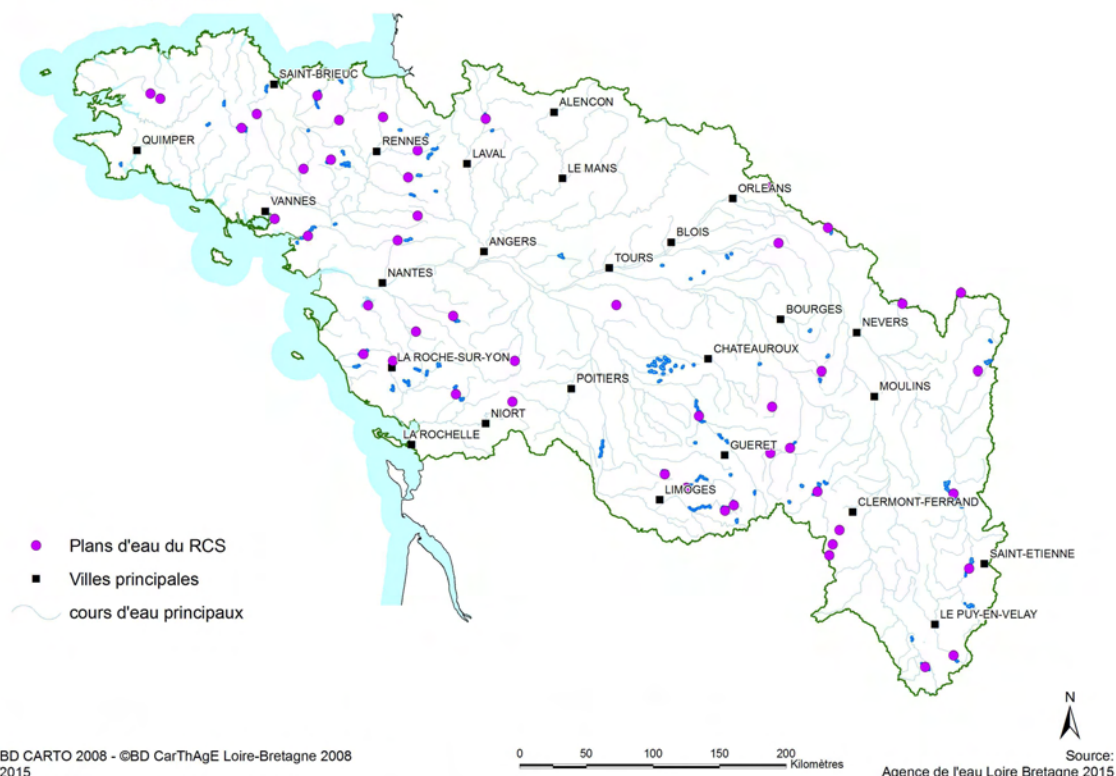 SAINT-BRIEUC
ALENCON
QUIMPER
RENNES
LAVAL
LE MANS
VANNES
ORLEANS
ANGERS
BLOIS
TOURS
NANTES
BOURGES
NEVERS
LA ROCHE-SUR-YON
CHATEAUROUX
POITIERS
MOULINS
NIORT
LA ROCHELLE
GUERET
LIMOGES
CLERMONT-FERRAND
SAINT-ETIENNE
LE PUY-EN-VELAY
Plans d'eau du RCS
Villes principales
cours d'eau principaux
N
BD CARTO 2008 - ©BD CarThAgE Loire-Bretagne 2008
2015
0 50 100 150 200
Kilomètres
Source:
Agence de l'eau Loire Bretagne 2015